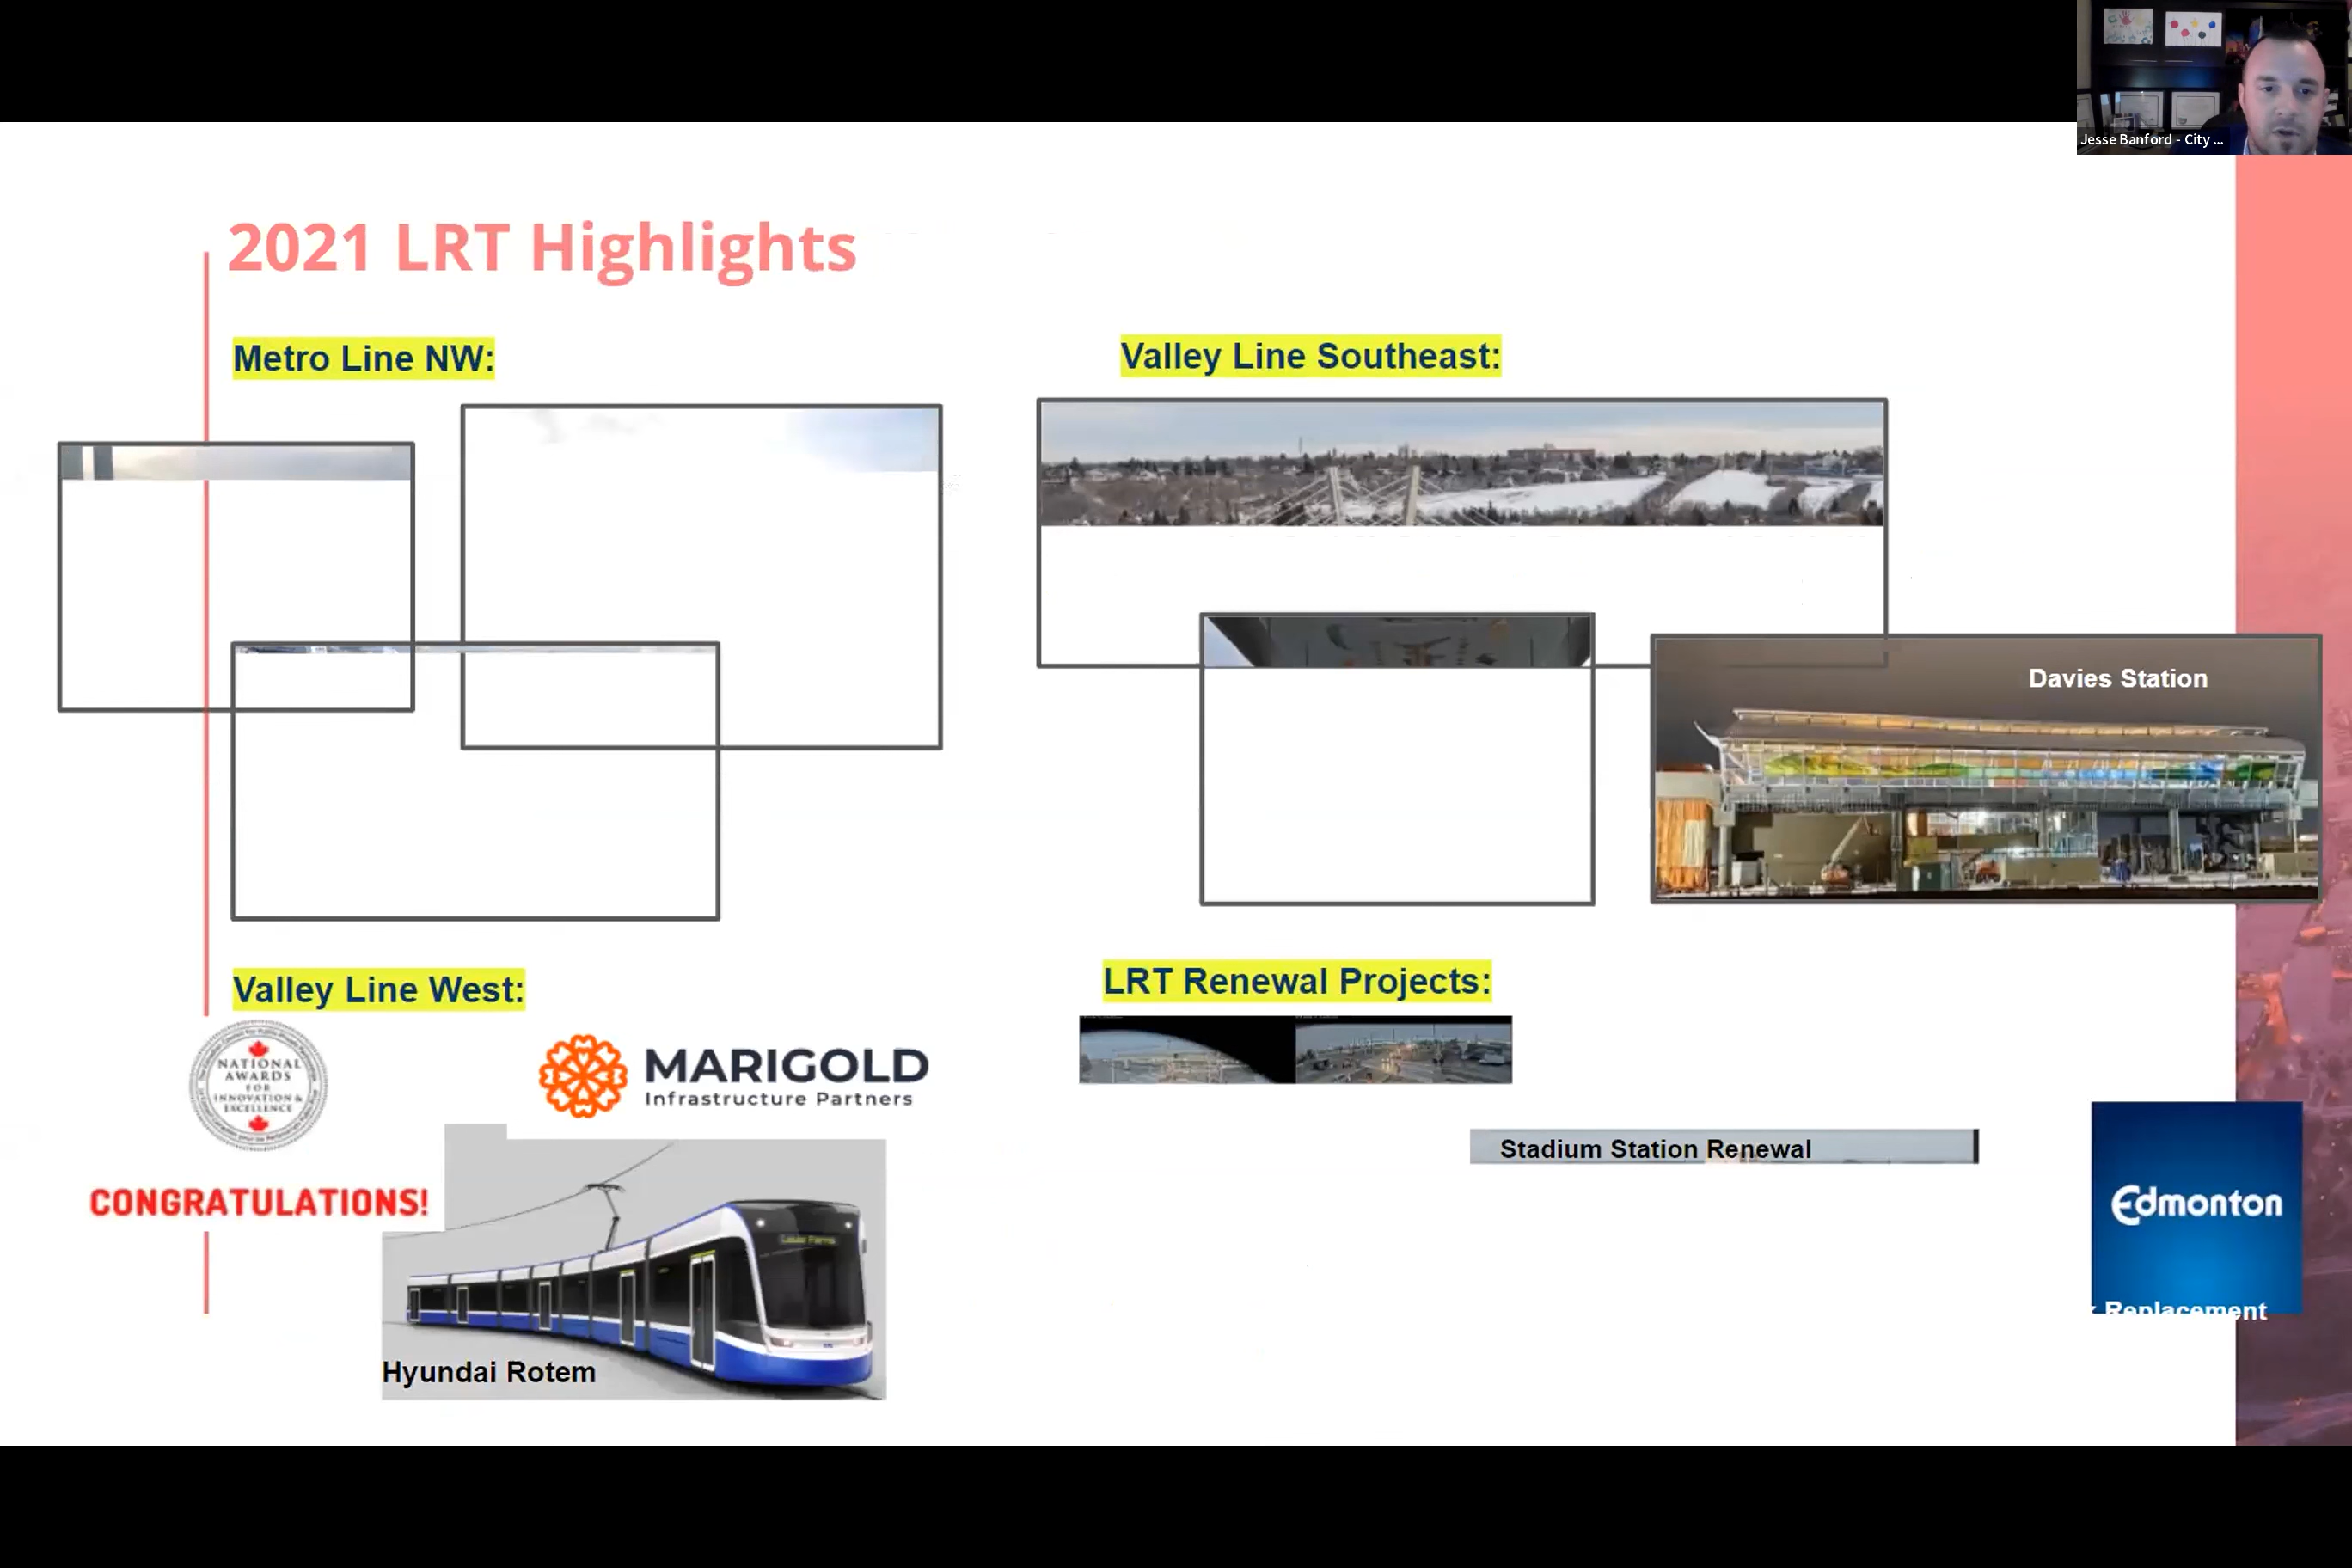 Jesse Banford - City ...
2021 LRT Highlights
Metro Line NW:
Valley Line Southeast:
Davies Station
Valley Line West:
LRT Renewal Projects:
NATIONAL
AWARDS
FOR
INNOVATION &
EXCELLENCE
MARIGOLD
Infrastructure Partners
CONGRATULATIONS!
Stadium Station Renewal
Edmonton
Replacement
Hyundai Rotem